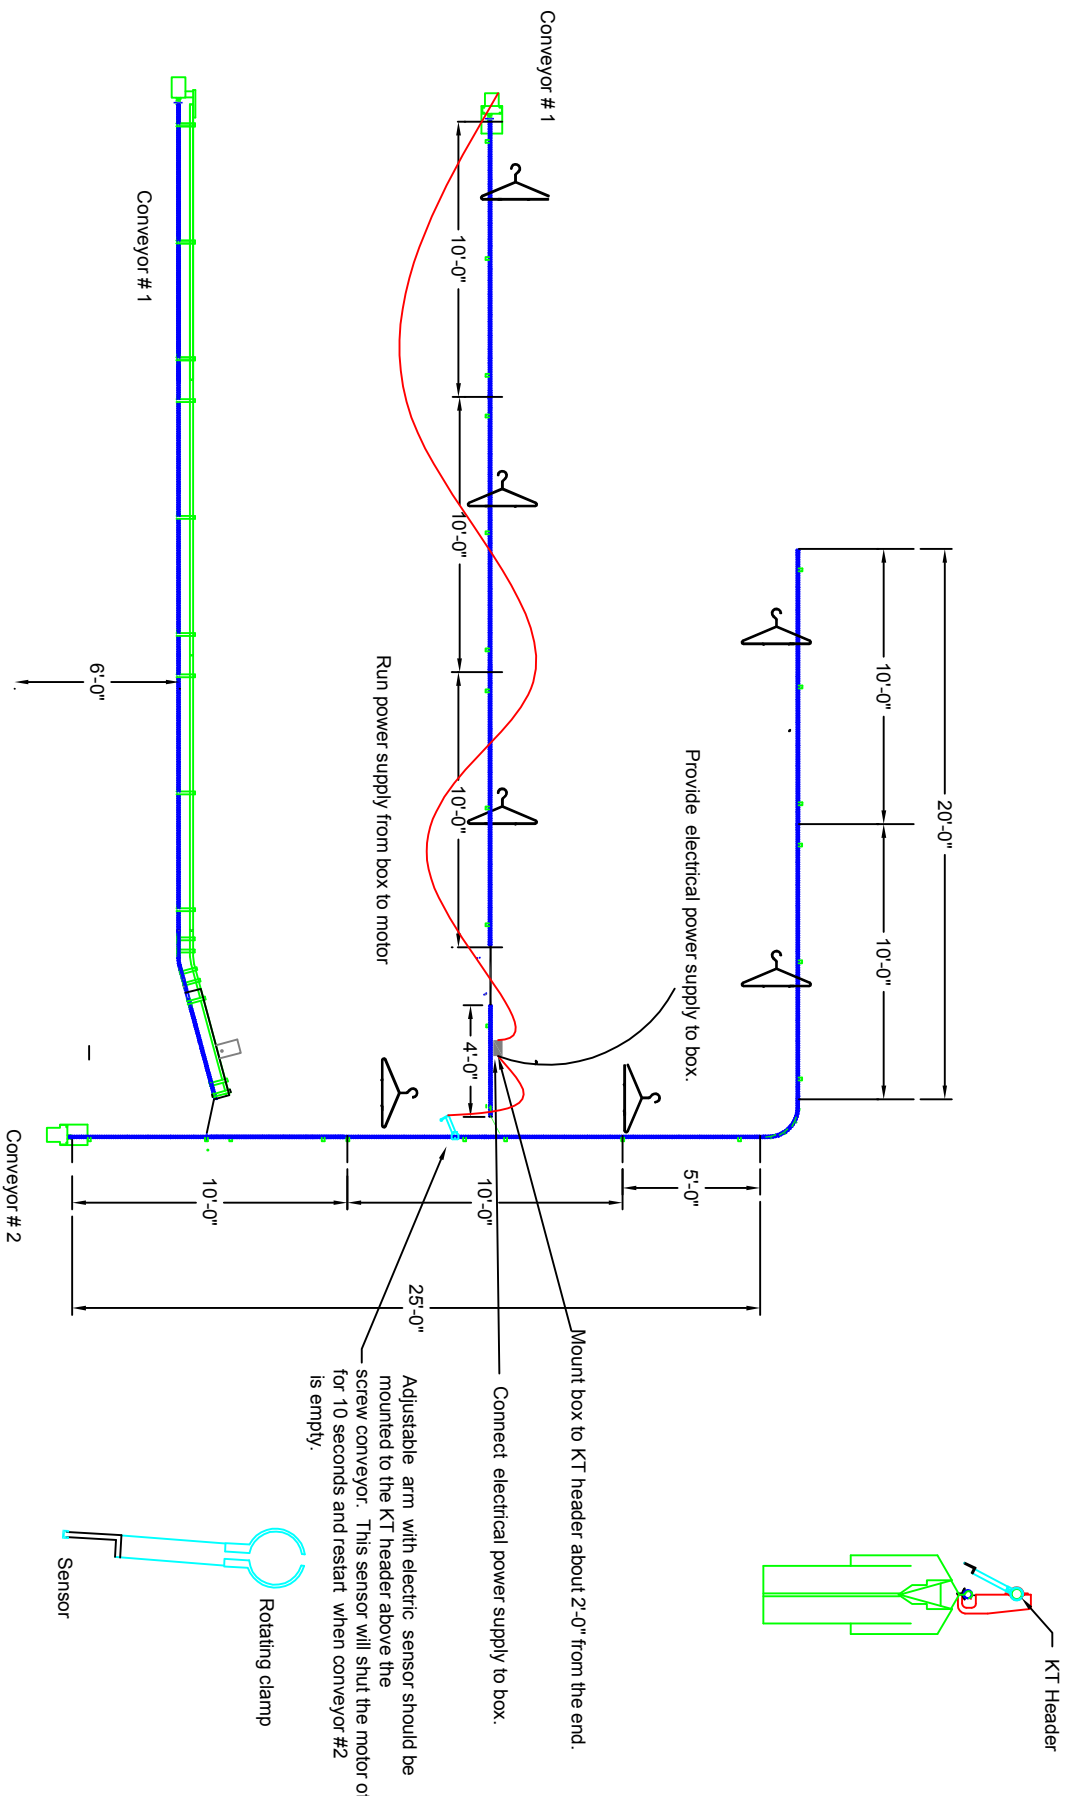 Conveyor # 1
Conveyor # 1
10'-0"
10'-0"
10'-0"
4'-0"
6'-0"
Run power supply from box to motor
Provide electrical power supply to box.
20'-0"
10'-0"
10'-0"
5'-0"
10'-0"
10'-0"
25'-0"
Conveyor # 2
Mount box to KT header about 2'-0" from the end.
Connect electrical power supply to box.
Adjustable arm with electric sensor should be
mounted to the KT header above the
screw conveyor. This sensor will shut the motor of
for 10 seconds and restart when conveyor #2
is empty.
KT Header
Rotating clamp
Sensor